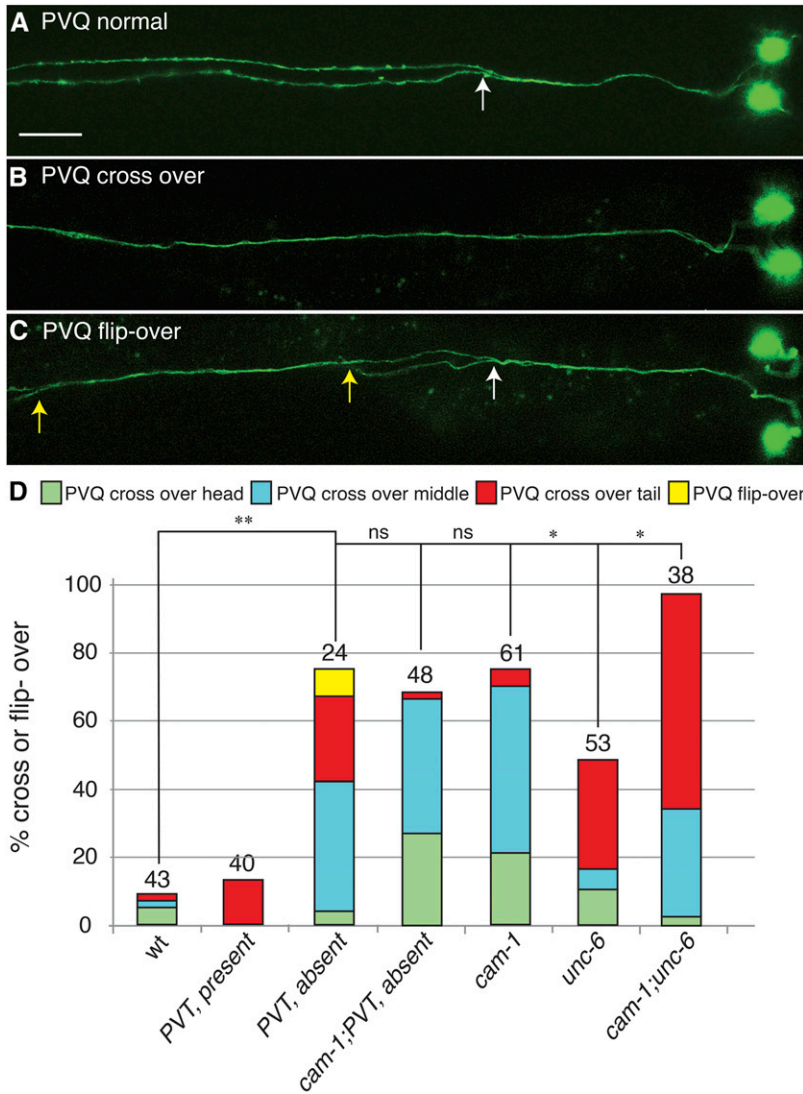 A PVQ normal
B PVQ cross over
C PVQ flip-over
D PVQ cross over head PVQ cross over middle PVQ cross over tail PVQ flip-over
** ns ns * *
% cross or flip- over
100
80
60
40
20
0
43
40
24
48
61
53
38
wt
PVT, present
PVT, absent
cam-1;PVT, absent
cam-1
unc-6
cam-1;unc-6